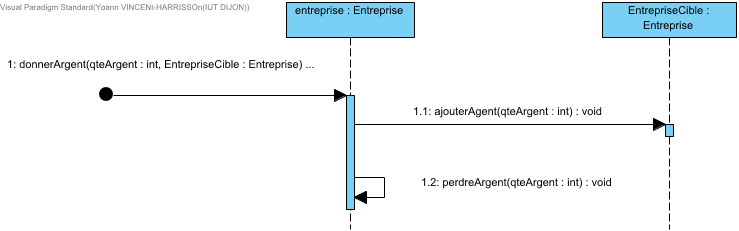 Visual Paradigm Standard(Yoann VINCENt-HARRISSOn(IUT DIJON))
entreprise : Entreprise
EntrepriseCible :
Entreprise
1: donnerArgent(qteArgent : int, EntrepriseCible : Entreprise) ...
1.1: ajouterAgent(qteArgent : int) : void
1.2: perdreArgent(qteArgent : int) : void